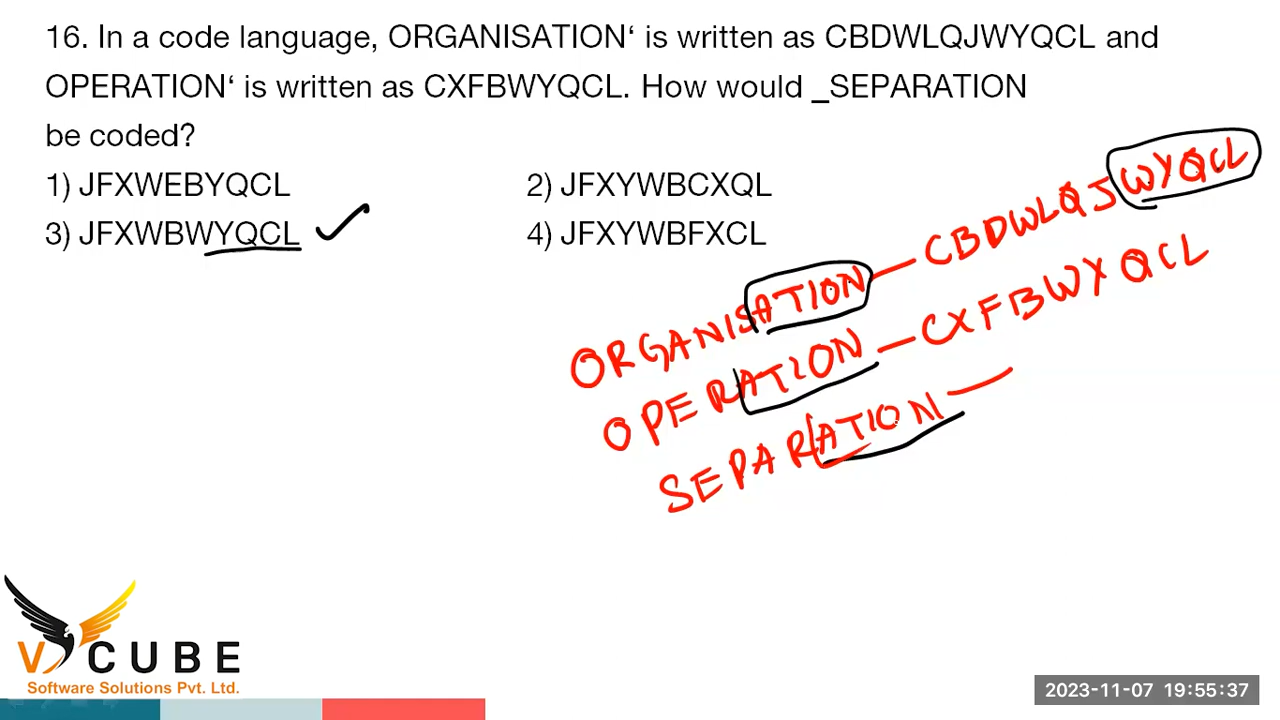 16. In a code language, ORGANISATION‘ is written as CBDWLQJWYQCL and
OPERATION‘ is written as CXFBWYQCL. How would _SEPARATION
be coded?
1) JFXWEBYQCL
2) JFXYWBCXQL
3) JFXWBWYQCL
4) JFXYWBFXCL
ORGANISATION — CBDWLQJWYQCL
OPERATION — CXFBWYQCL
SEPARATION —
V CUBE
Software Solutions Pvt. Ltd.
2023-11-07 19:55:37